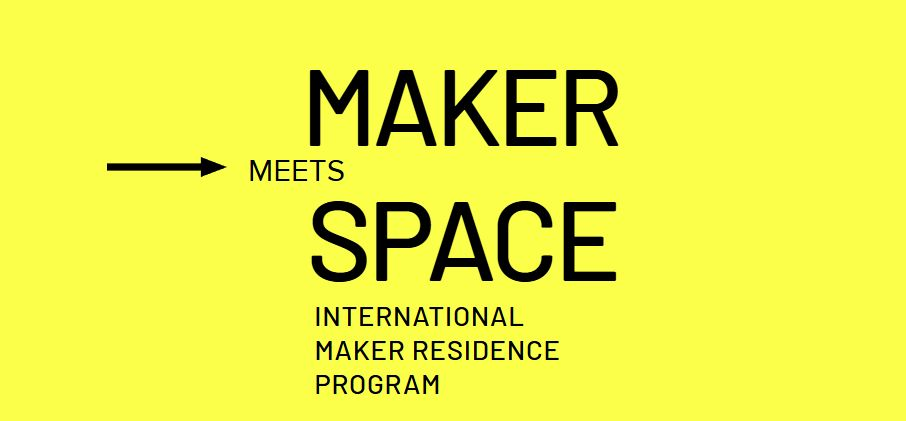 MAKER
MEETS
SPACE
INTERNATIONAL
MAKER RESIDENCE
PROGRAM